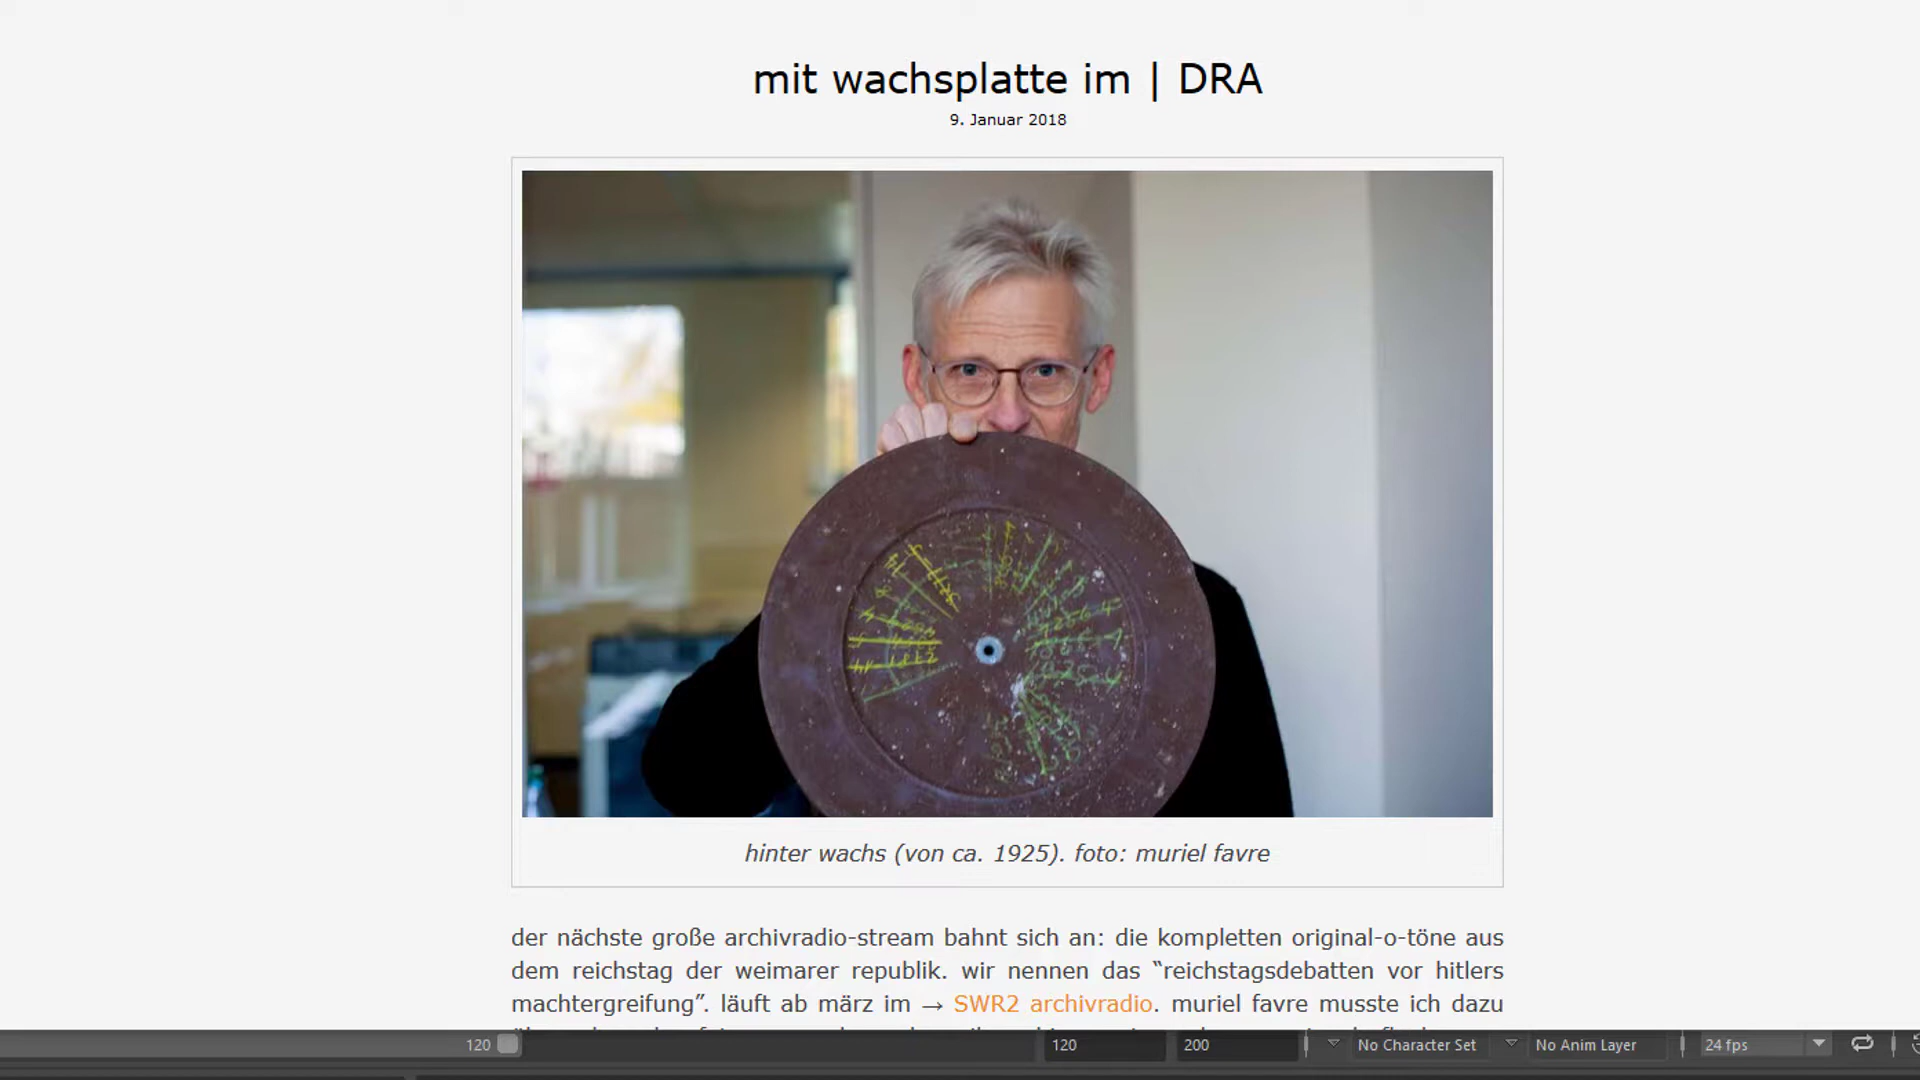 mit wachsplatte im | DRA
9. Januar 2018
hinter wachs (von ca. 1925). foto: muriel favre
der nächste große archivradio-stream bahnt sich an: die kompletten original-o-töne aus
dem reichstag der weimarer republik. wir nennen das “reichstagsdebatten vor hitlers
machtergreifung”. läuft ab märz im → SWR2 archivradio. muriel favre musste ich dazu
120
120
200
No Character Set
No Anim Layer
24 fps